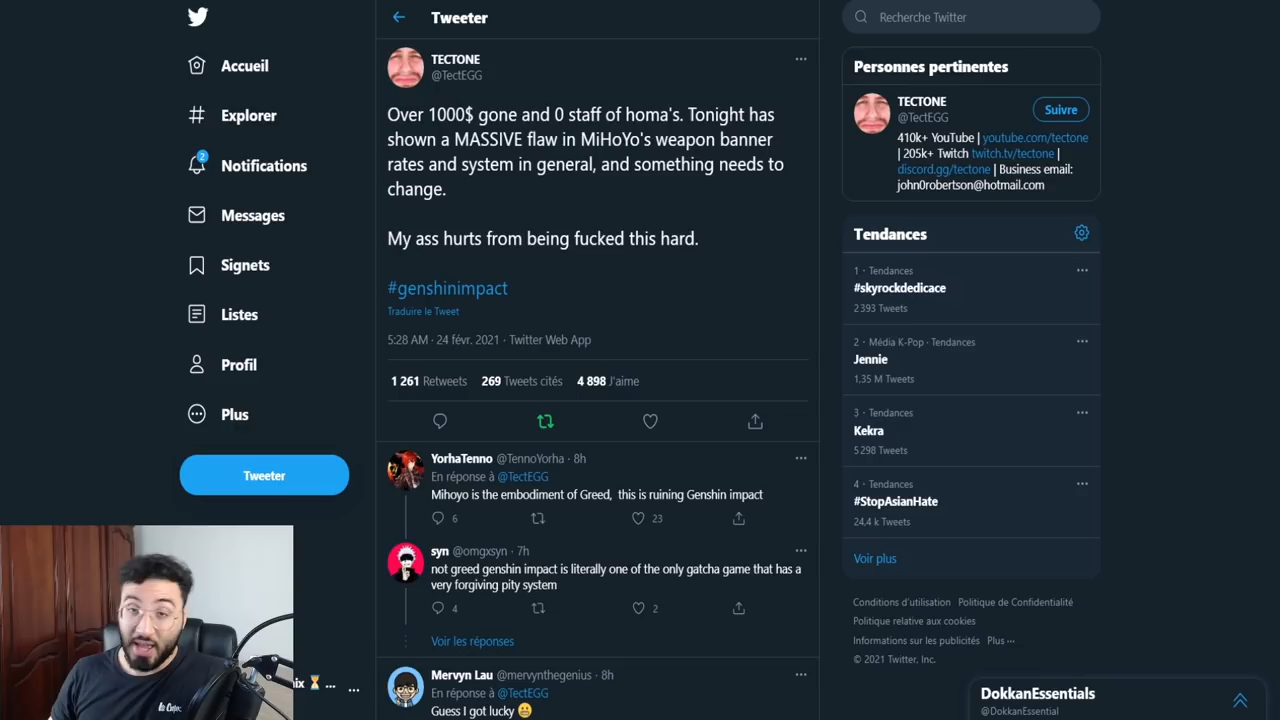 Accueil
Explorer
2
Notifications
Messages
Signets
Listes
Profil
Plus
Tweeter
Tweeter
TECTONE
@TectEGG
Over 1000$ gone and 0 staff of homa's. Tonight has
shown a MASSIVE flaw in MiHoYo's weapon banner
rates and system in general, and something needs to
change.
My ass hurts from being fucked this hard.
#genshinimpact
Traduire le Tweet
5:28 AM · 24 févr. 2021 · Twitter Web App
1 261 Retweets 269 Tweets cités 4 898 J'aime
YorhaTenno @TennoYorha · 8h
En réponse à @TectEGG
Mihoyo is the embodiment of Greed, this is ruining Genshin impact
6 23
syn @omgxsyn · 7h
not greed genshin impact is literally one of the only gatcha game that has a
very forgiving pity system
4 2
Voir les réponses
Mervyn Lau @mervynthegenius · 8h
En réponse à @TectEGG
Guess I got lucky 😬
Recherche Twitter
Personnes pertinentes
TECTONE
@TectEGG
Suivre
410k+ YouTube | youtube.com/tectone
| 205k+ Twitch twitch.tv/tectone |
discord.gg/tectone | Business email:
john0robertson@hotmail.com
Tendances
1 · Tendances
#skyrockdedicace
2 393 Tweets
2 · Média K-Pop · Tendances
Jennie
1,35 M Tweets
3 · Tendances
Kekra
5 298 Tweets
4 · Tendances
#StopAsianHate
24,4 k Tweets
Voir plus
Conditions d'utilisation Politique de Confidentialité
Politique relative aux cookies
Informations sur les publicités Plus ···
© 2021 Twitter, Inc.
DokkanEssentials
@DokkanEssential
ix ⏳ ... ...